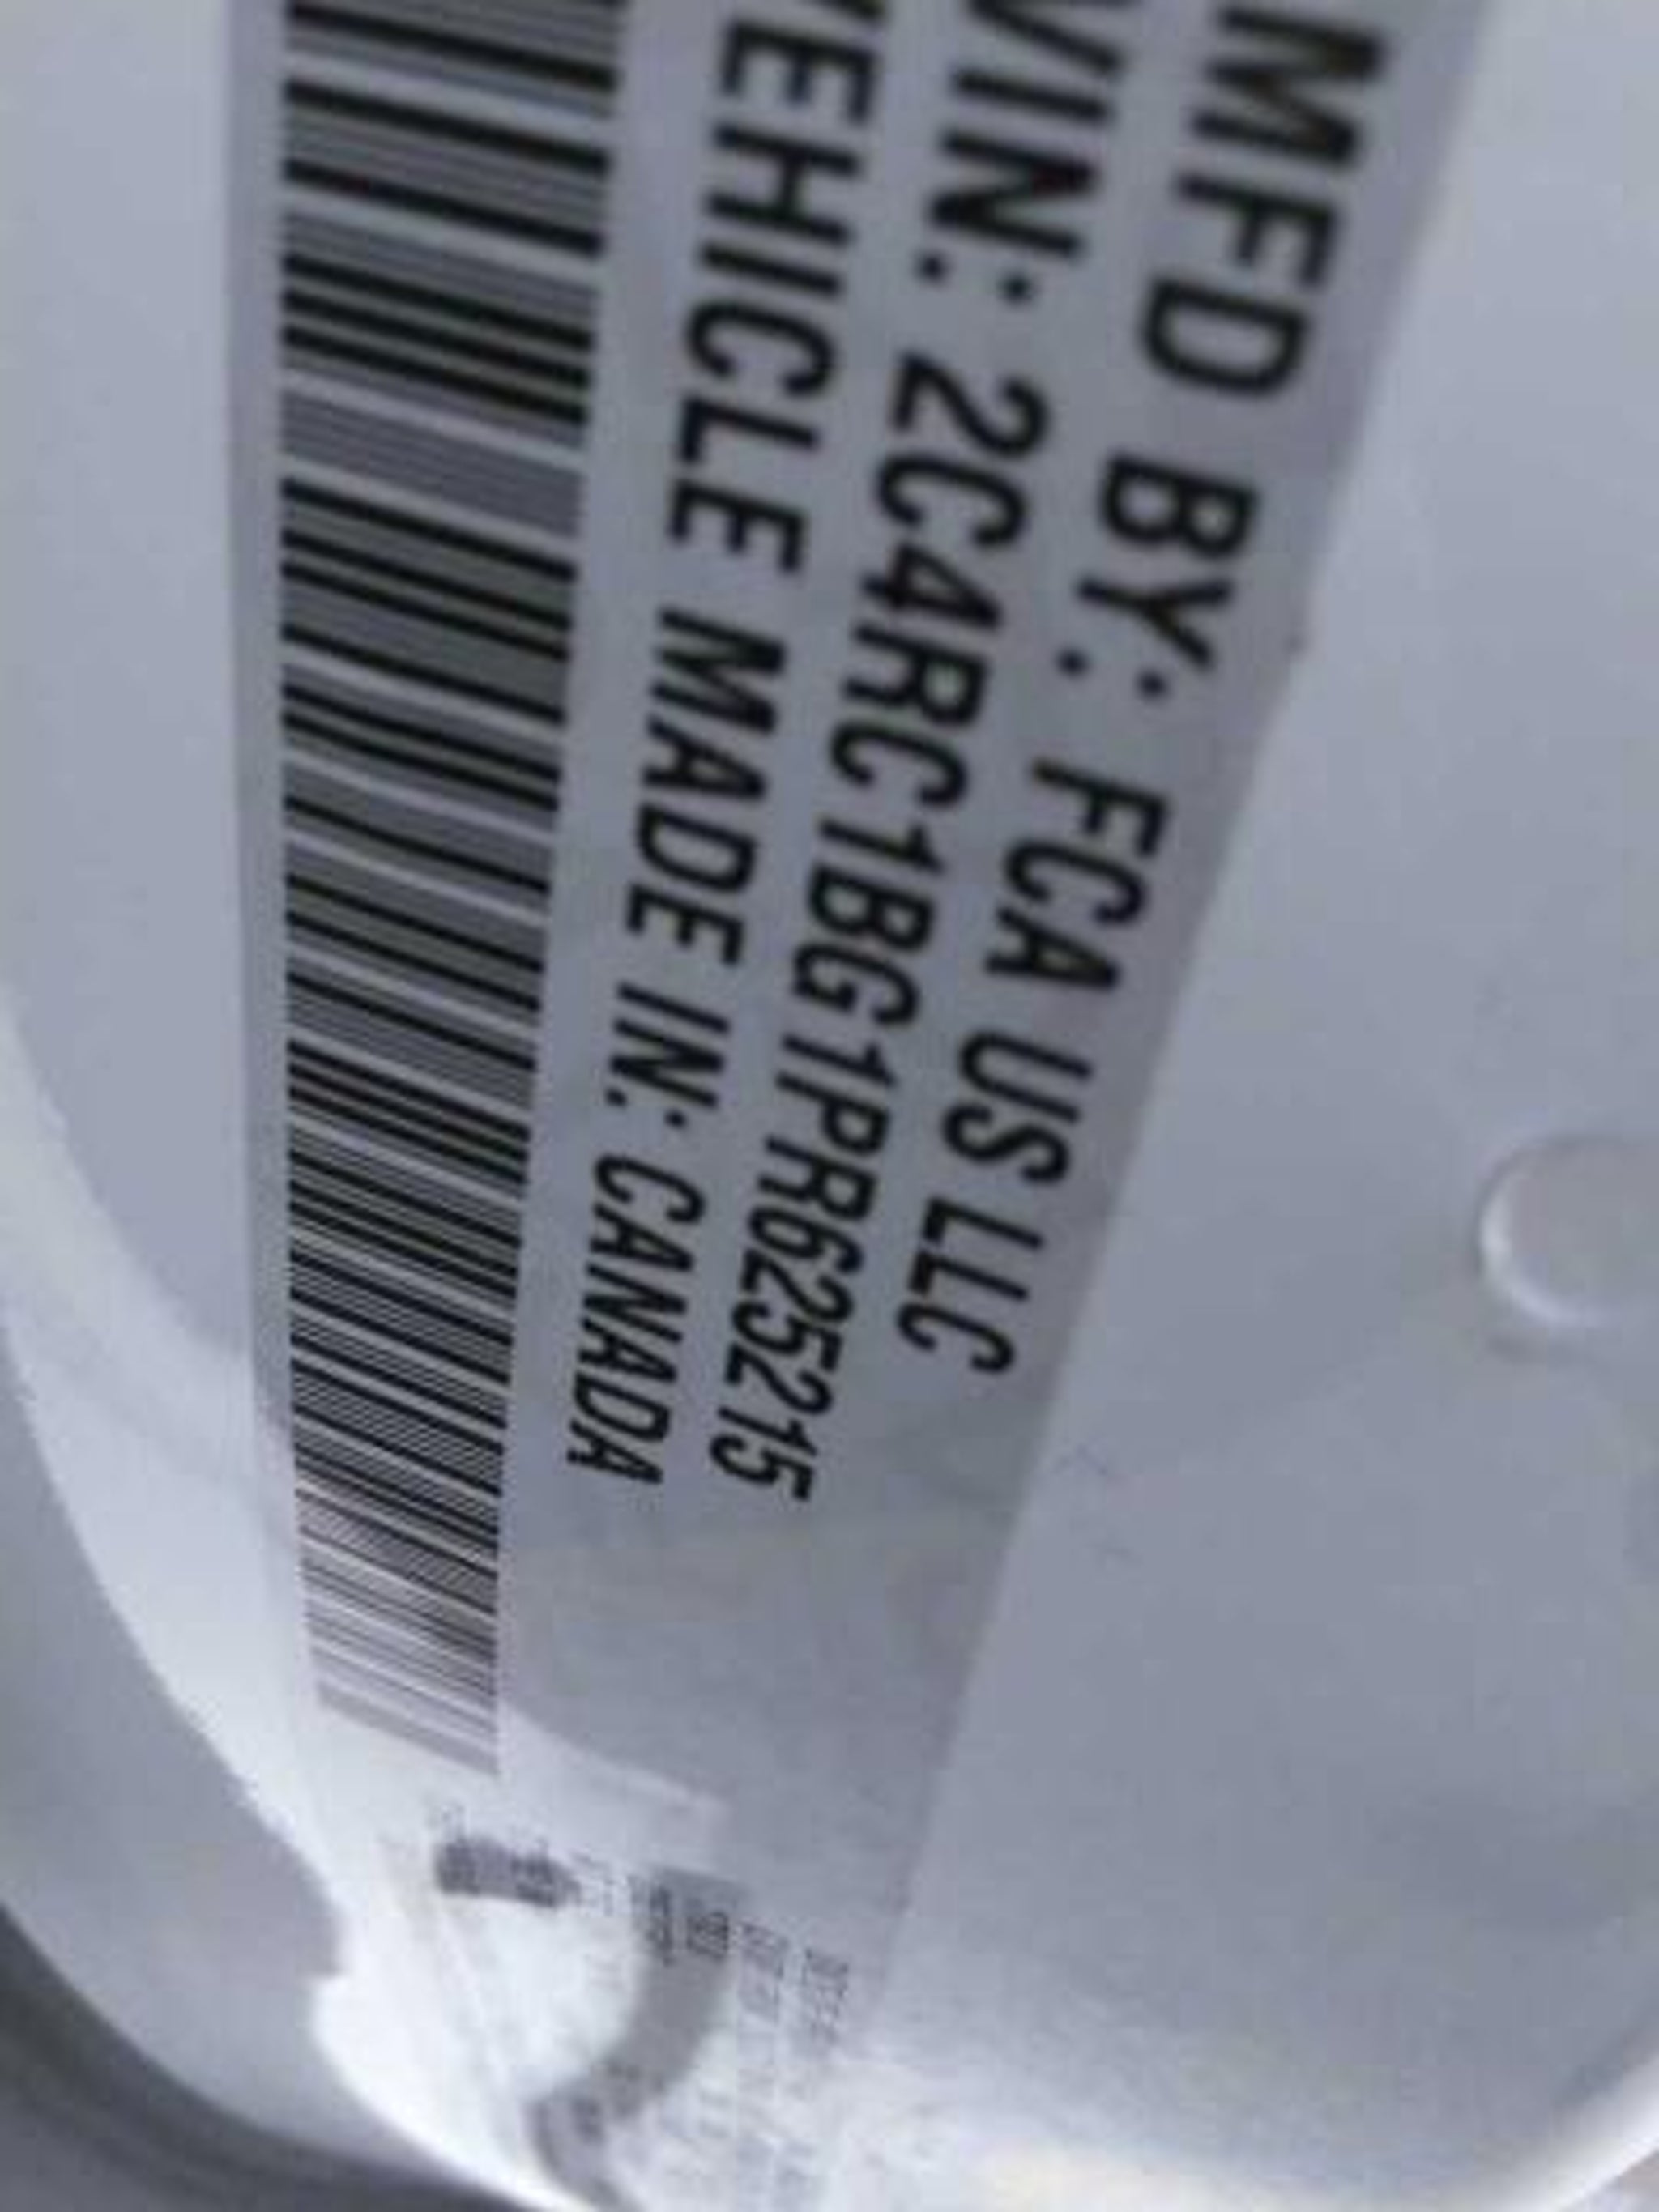 MFD BY: FCA US LLC
VIN: 2C4RC1BG1PR625215
VEHICLE MADE IN: CANADA